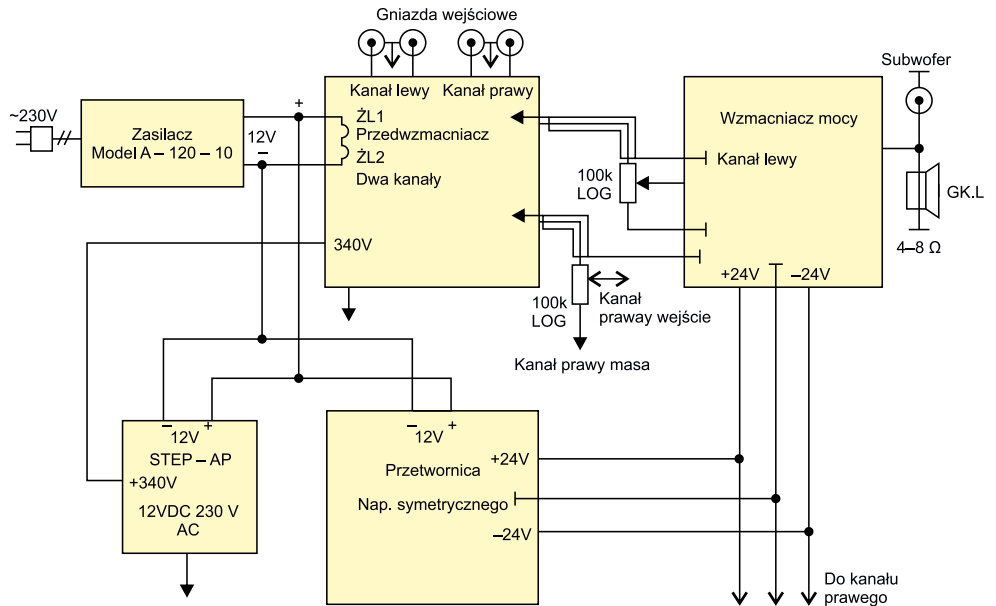 Gniazda wejściowe
Kanał lewy
Kanał prawy
~230V
Zasilacz
Model A – 120 – 10
+
12V
–
ŻL1
Przedwzmacniacz
ŻL2
Dwa kanały
340V
100k
LOG
100k
LOG
Kanał
praway wejście
Kanał prawy masa
Wzmacniacz mocy
Kanał lewy
+24V
–24V
Subwofer
GK.L
4–8 Ω
– +
12V
STEP – AP
+340V
12VDC 230 V
AC
– 12V +
Przetwornica
Nap. symetrycznego
+24V
–24V
Do kanału
prawego